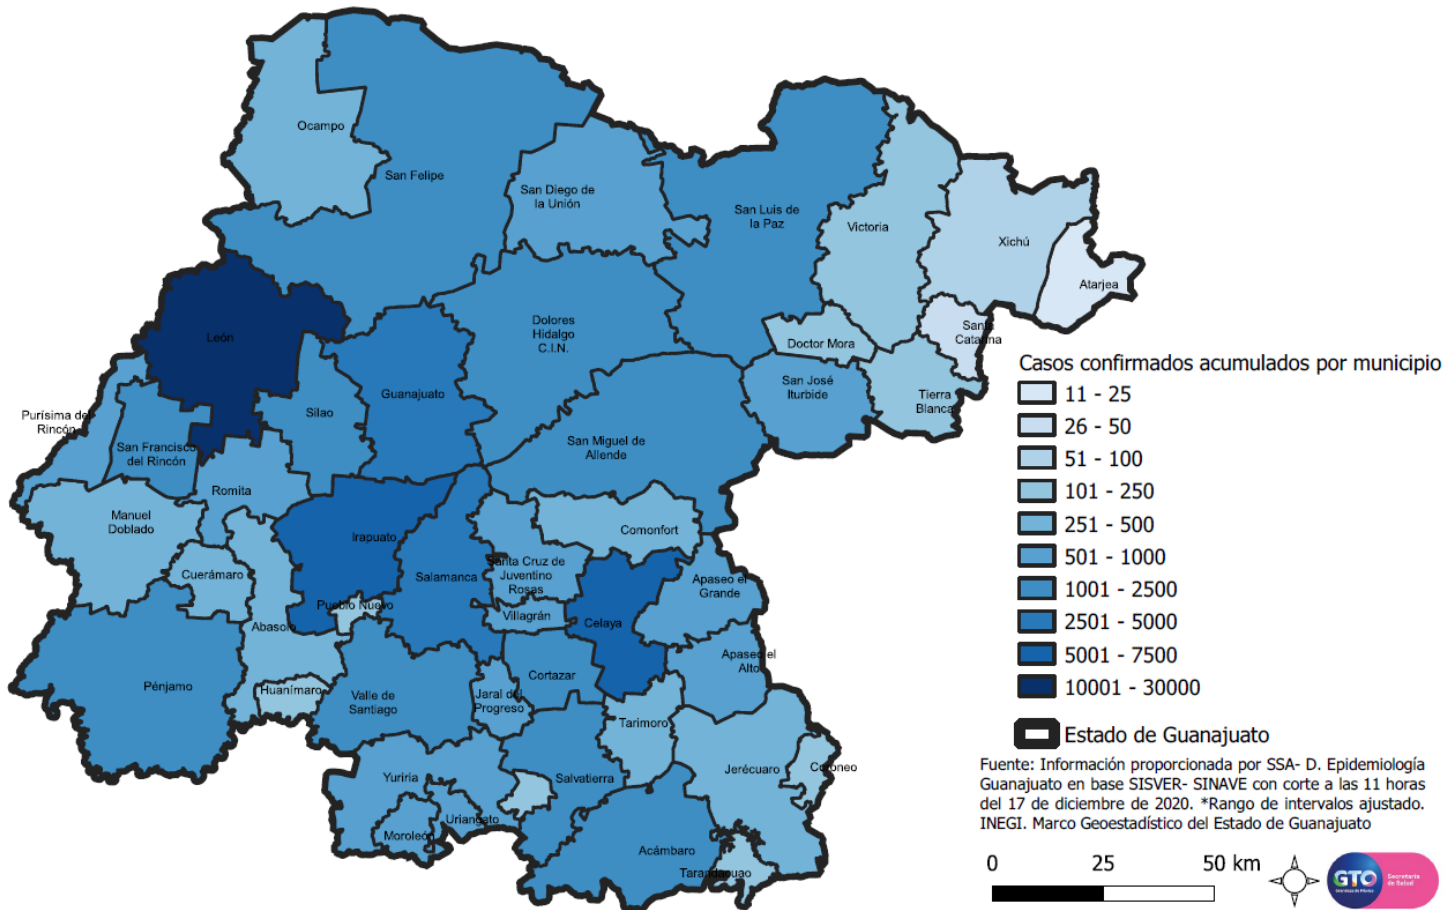 Ocampo
San Felipe
San Diego de
la Unión
San Luis de
la Paz
Victoria
Xichú
Atarjea
León
Dolores
Hidalgo
C.I.N.
Doctor Mora
Santa
Catarina
Guanajuato
Silao
San José
Iturbide
Tierra
Blanca
Purísima del
Rincón
San Francisco
del Rincón
San Miguel de
Allende
Romita
Manuel
Doblado
Irapuato
Comonfort
Cuerámaro
Salamanca
Santa Cruz de
Juventino
Rosas
Apaseo el
Grande
Pueblo Nuevo
Villagrán
Celaya
Abasolo
Apaseo el
Alto
Pénjamo
Huanímaro
Valle de
Santiago
Jaral del
Progreso
Cortazar
Tarimoro
Jerécuaro
Coroneo
Yuriria
Salvatierra
Uriangato
Moroleón
Acámbaro
Tarandacuao
Casos confirmados acumulados por municipio
11 - 25
26 - 50
51 - 100
101 - 250
251 - 500
501 - 1000
1001 - 2500
2501 - 5000
5001 - 7500
10001 - 30000
Estado de Guanajuato
Fuente: Información proporcionada por SSA- D. Epidemiología
Guanajuato en base SISVER- SINAVE con corte a las 11 horas
del 17 de diciembre de 2020. *Rango de intervalos ajustado.
INEGI. Marco Geoestadístico del Estado de Guanajuato
0 25 50 km
GTO
Secretaría
de Salud